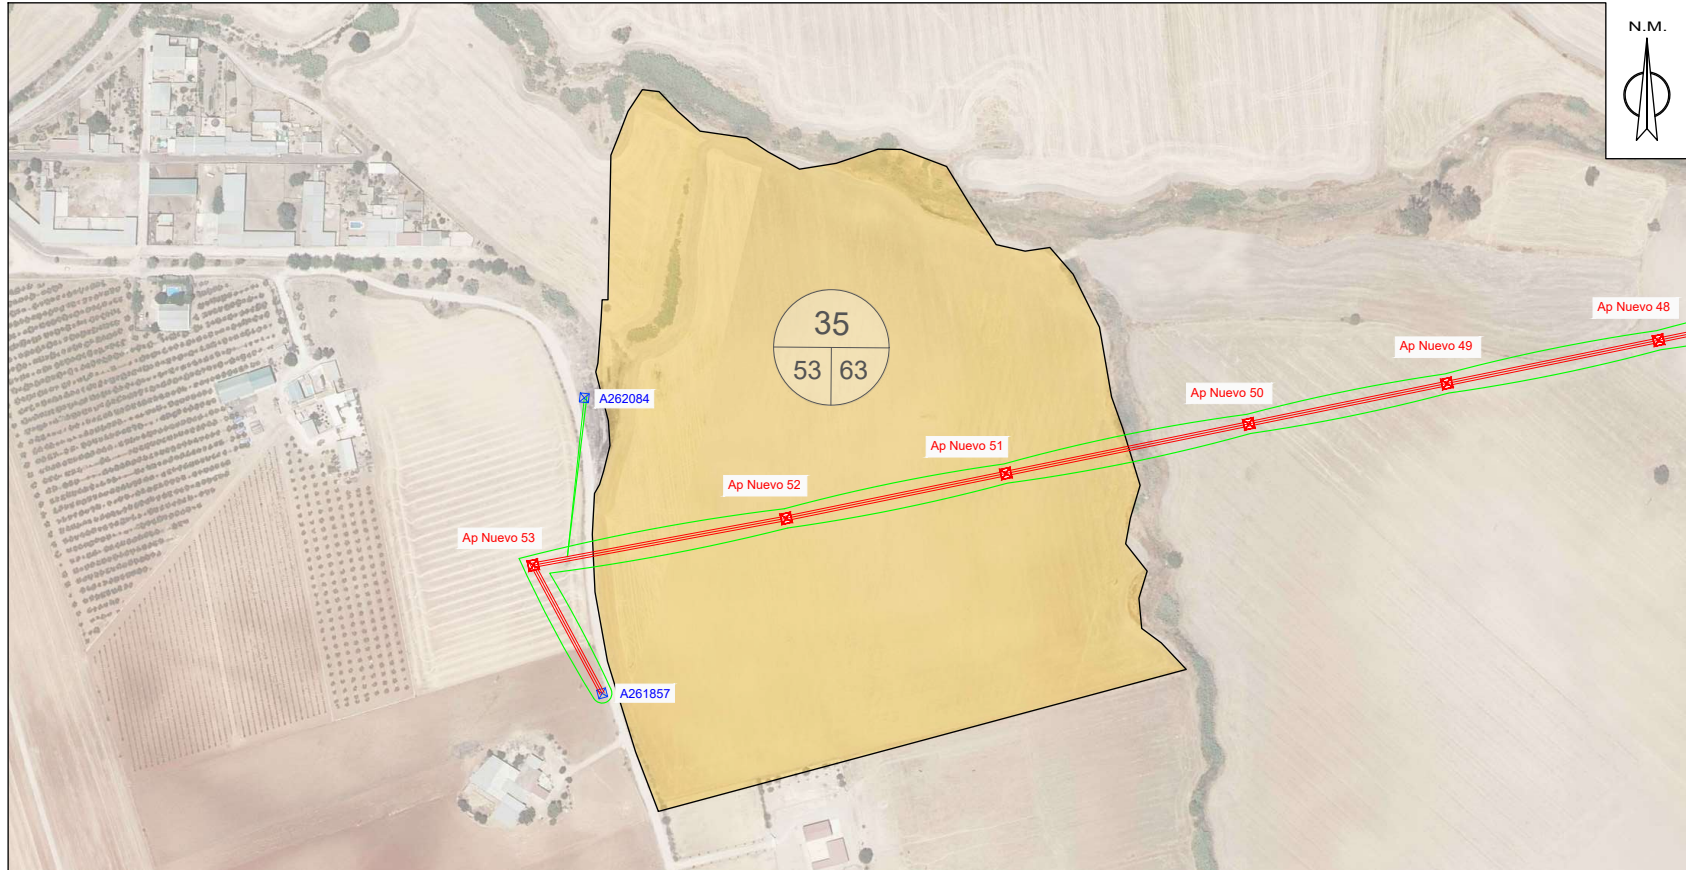 N.M.
Ap Nuevo 48
35
53 63
Ap Nuevo 49
Ap Nuevo 50
A262084
Ap Nuevo 51
Ap Nuevo 52
Ap Nuevo 53
A261857